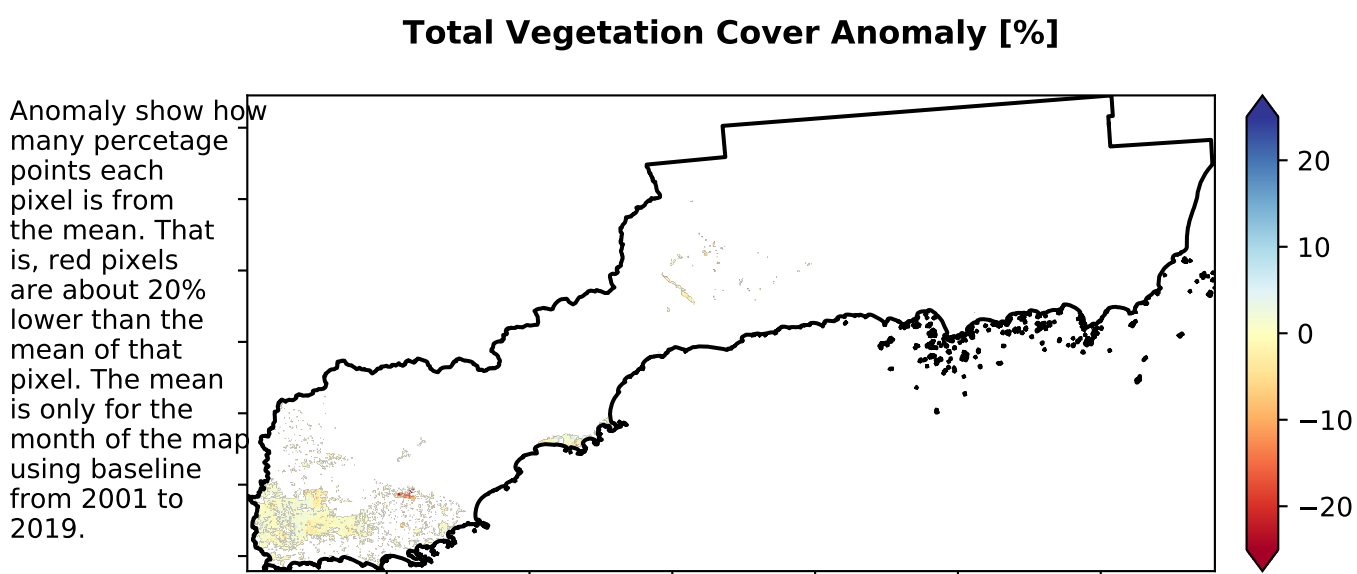 Total Vegetation Cover Anomaly [%]
Anomaly show how
many percetage
points each
pixel is from
the mean. That
is, red pixels
are about 20%
lower than the
mean of that
pixel. The mean
is only for the
month of the map
using baseline
from 2001 to
2019.
20
10
0
−10
−20